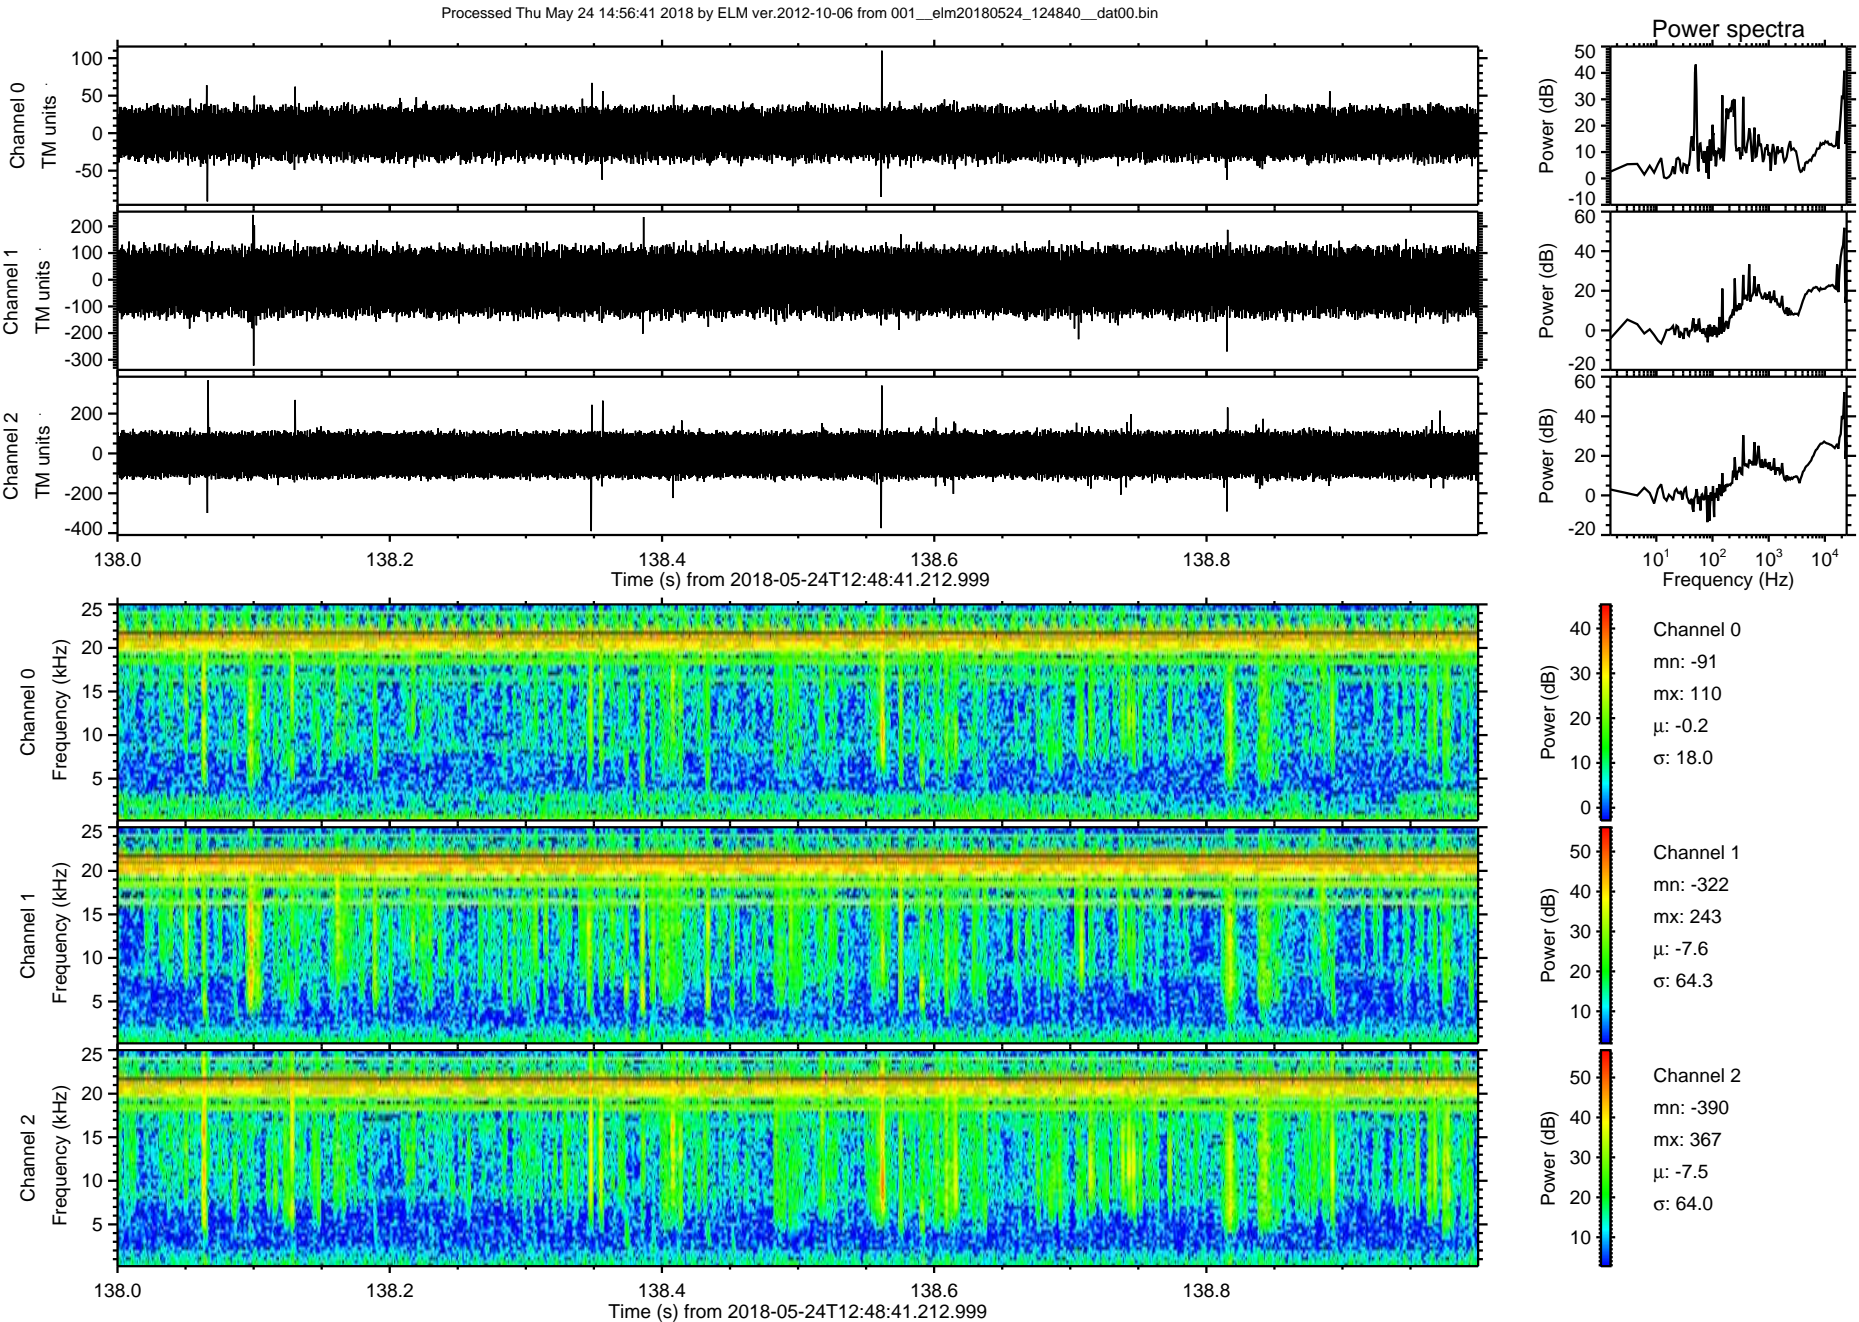 Processed Thu May 24 14:56:41 2018 by ELM ver.2012-10-06 from 001__elm20180524_124840__dat00.bin
Power spectra
Channel 0
TM units
100
50
0
-50
Power (dB)
50
40
30
20
10
0
-10
Channel 1
TM units
200
100
0
-100
-200
-300
Power (dB)
60
40
20
0
-20
Channel 2
TM units
200
0
-200
-400
Power (dB)
60
40
20
0
-20
138.0 138.2 138.4 138.6 138.8
Time (s) from 2018-05-24T12:48:41.212.999
10^1 10^2 10^3 10^4
Frequency (Hz)
Channel 0
Frequency (kHz)
25
20
15
10
5
Power (dB)
40
30
20
10
0
Channel 0
mn: -91
mx: 110
μ: -0.2
σ: 18.0
Channel 1
Frequency (kHz)
25
20
15
10
5
Power (dB)
50
40
30
20
10
Channel 1
mn: -322
mx: 243
μ: -7.6
σ: 64.3
Channel 2
Frequency (kHz)
25
20
15
10
5
Power (dB)
50
40
30
20
10
Channel 2
mn: -390
mx: 367
μ: -7.5
σ: 64.0
138.0 138.2 138.4 138.6 138.8
Time (s) from 2018-05-24T12:48:41.212.999